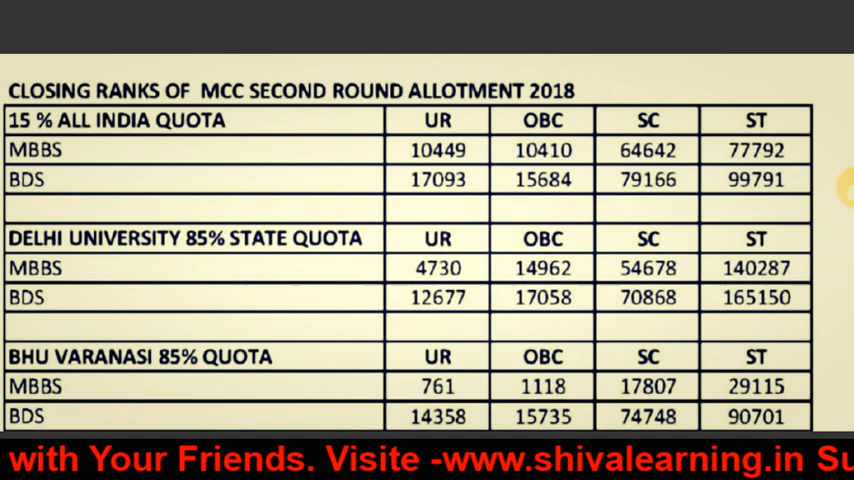 CLOSING RANKS OF MCC SECOND ROUND ALLOTMENT 2018
15 % ALL INDIA QUOTA UR OBC SC ST
MBBS 10449 10410 64642 77792
BDS 17093 15684 79166 99791
DELHI UNIVERSITY 85% STATE QUOTA UR OBC SC ST
MBBS 4730 14962 54678 140287
BDS 12677 17058 70868 165150
BHU VARANASI 85% QUOTA UR OBC SC ST
MBBS 761 1118 17807 29115
BDS 14358 15735 74748 90701
with Your Friends. Visite -www.shivalearning.in Su